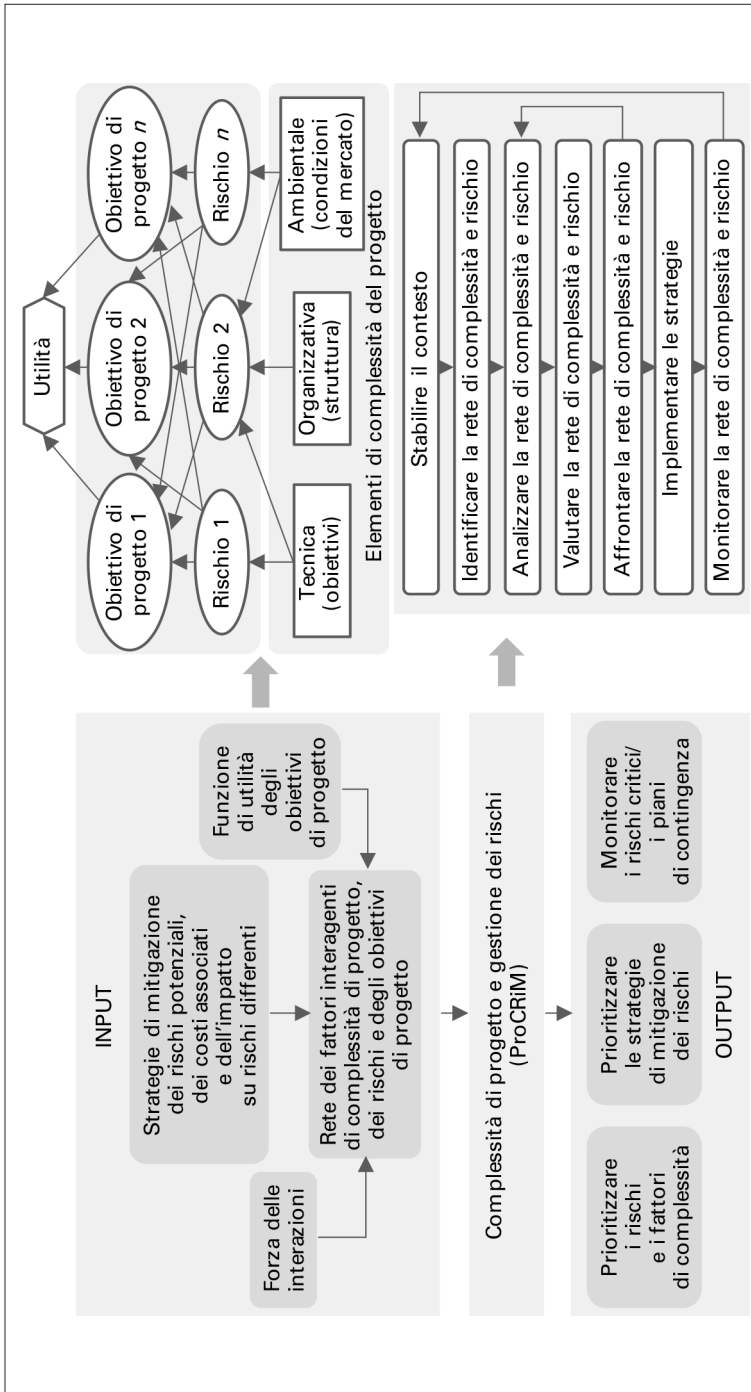 INPUT
Strategie di mitigazione
dei rischi potenziali,
dei costi associati
e dell'impatto
su rischi differenti
Funzione
di utilità
degli
obiettivi
di progetto
Forza delle
interazioni
Rete dei fattori interagenti
di complessità di progetto,
dei rischi e degli obiettivi
di progetto
Complessità di progetto e gestione dei rischi
(ProCRiM)
Prioritizzare
i rischi
e i fattori
di complessità
Prioritizzare
le strategie
di mitigazione
dei rischi
Monitorare
i rischi critici/
i piani
di contingenza
OUTPUT
Utilità
Obiettivo di
progetto 1
Obiettivo di
progetto 2
Obiettivo di
progetto n
Rischio 1
Rischio 2
Rischio n
Tecnica
(obiettivi)
Organizzativa
(struttura)
Ambientale
(condizioni
del mercato)
Elementi di complessità del progetto
Stabilire il contesto
Identificare la rete di complessità e rischio
Analizzare la rete di complessità e rischio
Valutare la rete di complessità e rischio
Affrontare la rete di complessità e rischio
Implementare le strategie
Monitorare la rete di complessità e rischio